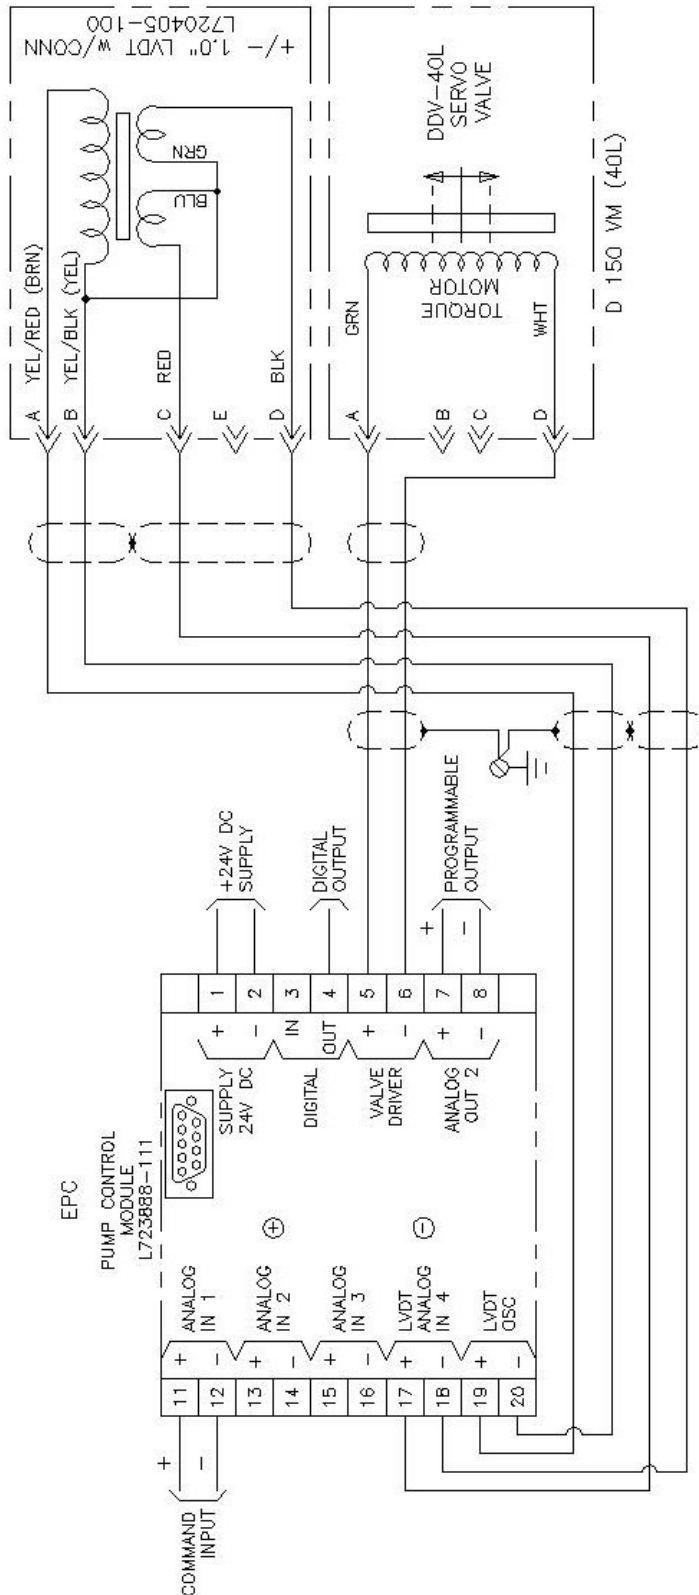 +/- 1.0" LVDT w/CONN
L720405-100
YEL/RED (BRN)
YEL/BLK (YEL)
RED
BLK
GRN
BLU
A
B
C
E
D
DDV-40L
SERVO
VALVE
TORQUE
MOTOR
GRN
WHT
D 150 VM (40L)
A
B
C
D
EPC
PUMP CONTROL
MODULE
L723888-111
+24V DC
SUPPLY
DIGITAL
OUTPUT
PROGRAMMABLE
OUTPUT
+
-
1
2
3
4
5
6
7
8
+
-
IN
OUT
+
-
+
-
SUPPLY
24V DC
DIGITAL
VALVE
DRIVER
ANALOG
OUT 2
+
-
ANALOG
IN 1
ANALOG
IN 2
ANALOG
IN 3
LVDT
ANALOG
IN 4
LVDT
OSC
+
-
+
-
+
-
+
-
+
-
11
12
13
14
15
16
17
18
19
20
+
-
COMMAND
INPUT